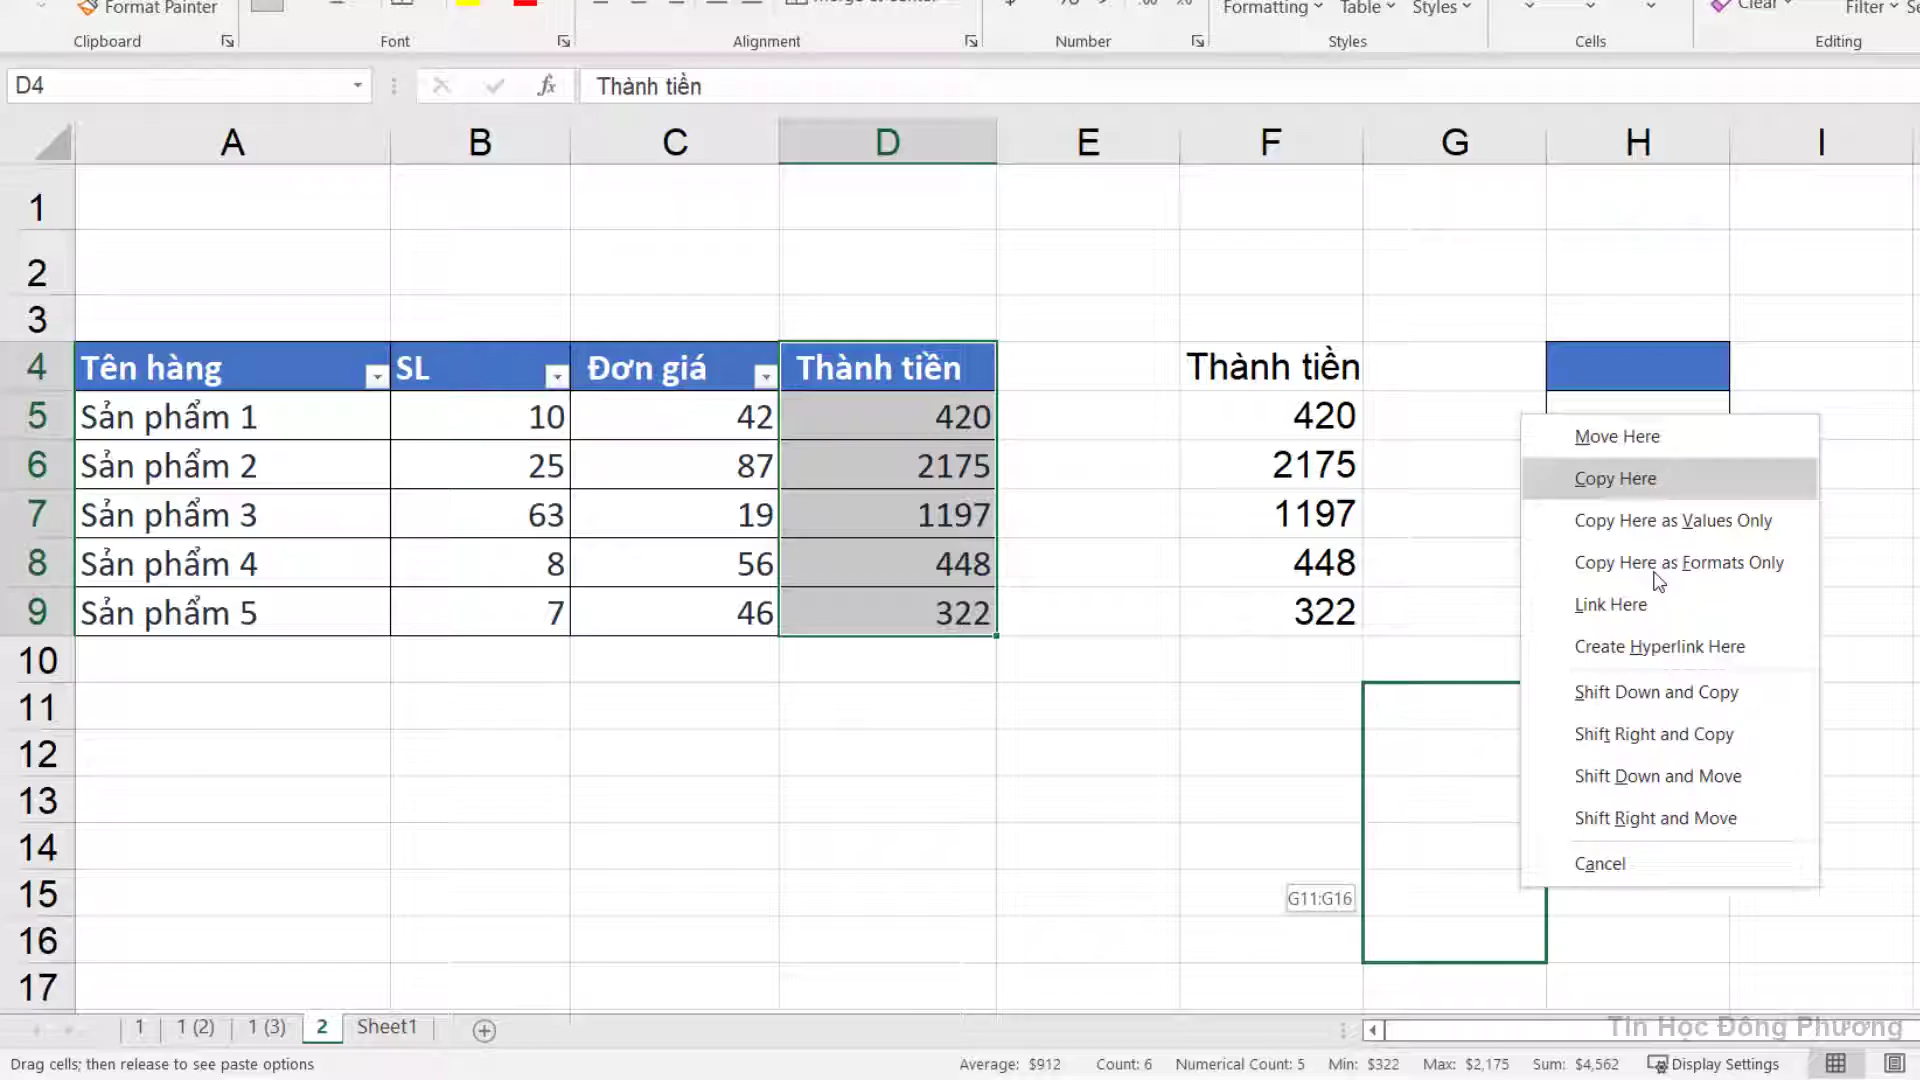 Format Painter
Merge & Center
Formatting Table Styles
Clear
Filter
Clipboard Font Alignment Number Styles Cells Editing
D4 fx Thành tiền
A B C D E F G H I
1
2
3
4 Tên hàng SL Đơn giá Thành tiền Thành tiền
5 Sản phẩm 1 10 42 420 420
6 Sản phẩm 2 25 87 2175 2175
7 Sản phẩm 3 63 19 1197 1197
8 Sản phẩm 4 8 56 448 448
9 Sản phẩm 5 7 46 322 322
10
11
12
13
14
15
16
17
Move Here
Copy Here
Copy Here as Values Only
Copy Here as Formats Only
Link Here
Create Hyperlink Here
Shift Down and Copy
Shift Right and Copy
Shift Down and Move
Shift Right and Move
Cancel
G11:G16
1 1 (2) 1 (3) 2 Sheet1
Tin Học Đông Phương
Drag cells; then release to see paste options Average: $912 Count: 6 Numerical Count: 5 Min: $322 Max: $2,175 Sum: $4,562 Display Settings